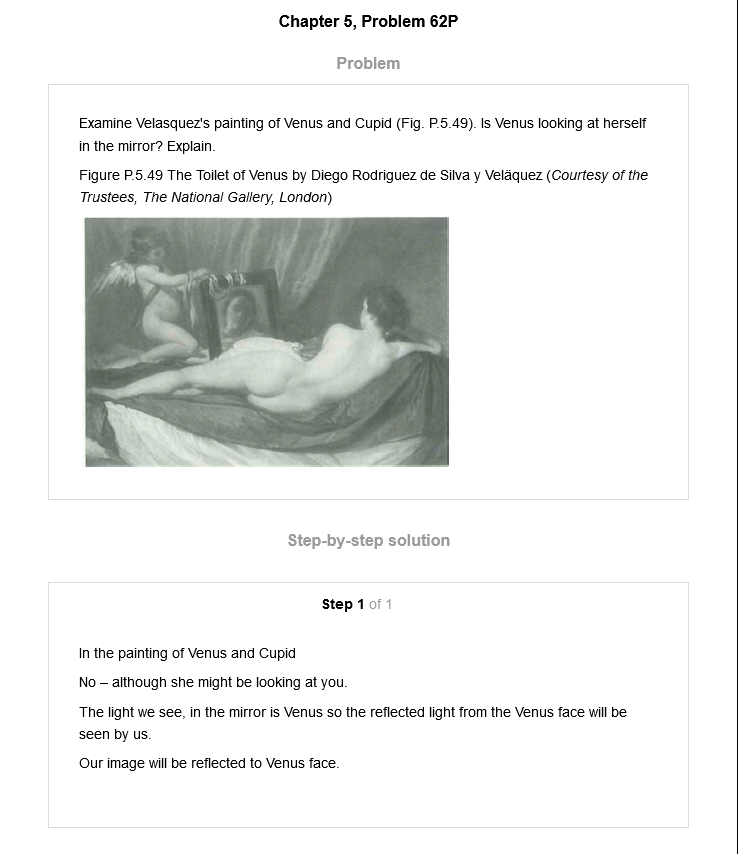 Chapter 5, Problem 62P
Problem
Examine Velasquez's painting of Venus and Cupid (Fig. P.5.49). Is Venus looking at herself
in the mirror? Explain.
Figure P.5.49 The Toilet of Venus by Diego Rodriguez de Silva y Veláquez (Courtesy of the
Trustees, The National Gallery, London)
Step-by-step solution
Step 1 of 1
In the painting of Venus and Cupid
No – although she might be looking at you.
The light we see, in the mirror is Venus so the reflected light from the Venus face will be
seen by us.
Our image will be reflected to Venus face.